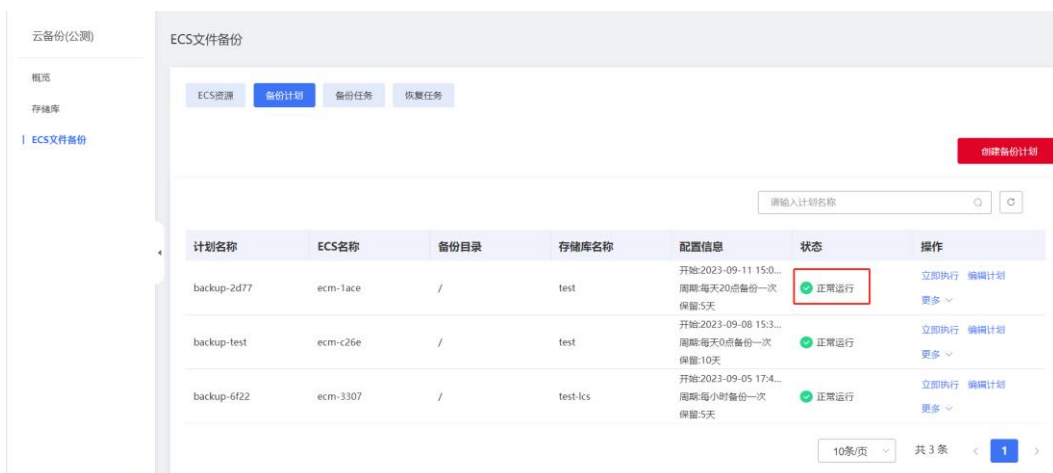 云备份(公测)
概览
存储库
ECS文件备份
ECS文件备份
ECS资源 备份计划 备份任务 恢复任务
创建备份计划
请输入计划名称
计划名称 ECS名称 备份目录 存储库名称 配置信息 状态 操作
开始:2023-09-11 15:0...
backup-2d77 ecm-1ace / test 周期:每天20点备份一次 正常运行 立即执行 编辑计划
保留:5天 更多
开始:2023-09-08 15:3...
backup-test ecm-c26e / test 周期:每天0点备份一次 正常运行 立即执行 编辑计划
保留:10天 更多
开始:2023-09-05 17:4...
backup-6f22 ecm-3307 / test-lcs 周期:每小时备份一次 正常运行 立即执行 编辑计划
保留:5天 更多
10条/页 共 3 条 < 1 >